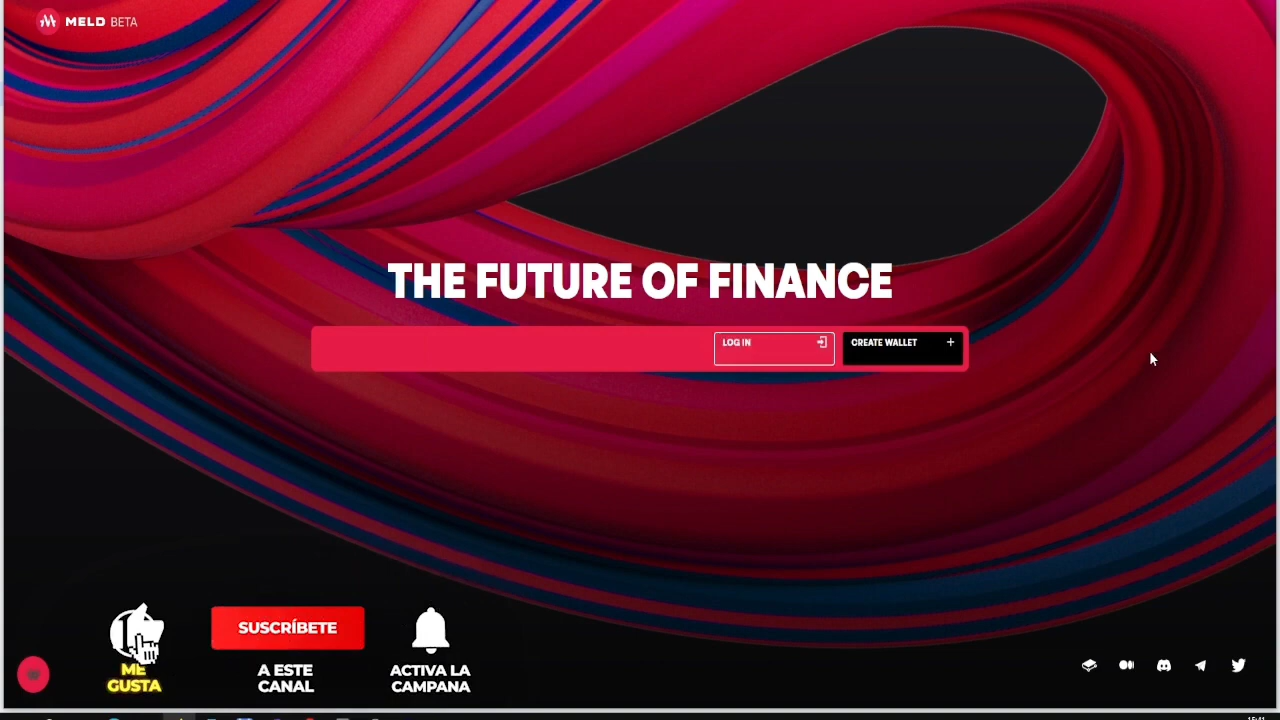 MELD BETA
THE FUTURE OF FINANCE
LOG IN
CREATE WALLET
SUSCRÍBETE
ME
GUSTA
A ESTE
CANAL
ACTIVA LA
CAMPANA